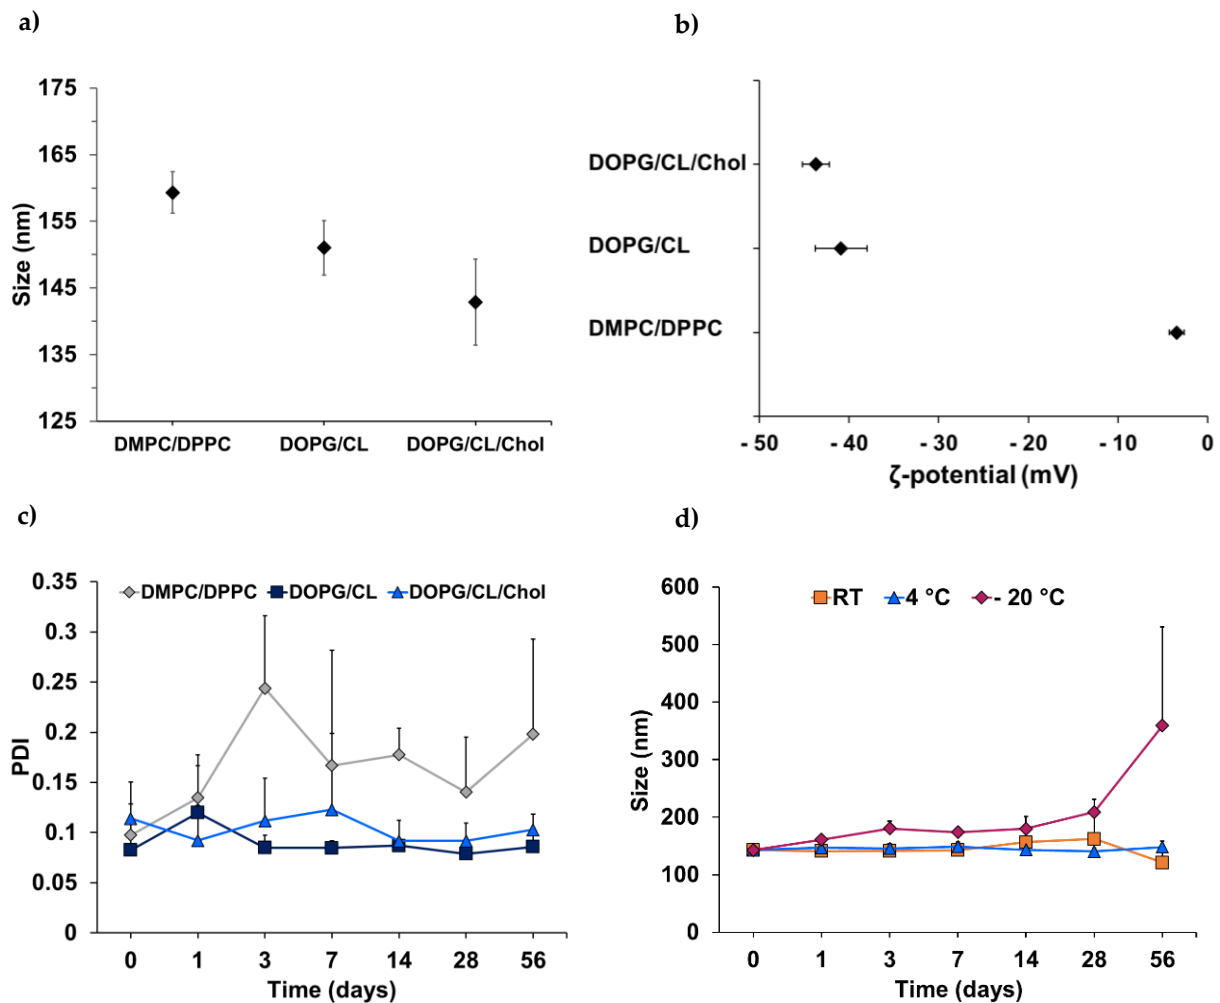 a)
175
165
155
145
135
125
Size (nm)
DMPC/DPPC
DOPG/CL
DOPG/CL/Chol
b)
DOPG/CL/Chol
DOPG/CL
DMPC/DPPC
- 50
- 40
- 30
- 20
- 10
0
ζ-potential (mV)
c)
0.35
0.3
0.25
0.2
0.15
0.1
0.05
0
PDI
DMPC/DPPC DOPG/CL DOPG/CL/Chol
0 1 3 7 14 28 56
Time (days)
d)
600
500
400
300
200
100
0
Size (nm)
RT 4 °C - 20 °C
0 1 3 7 14 28 56
Time (days)